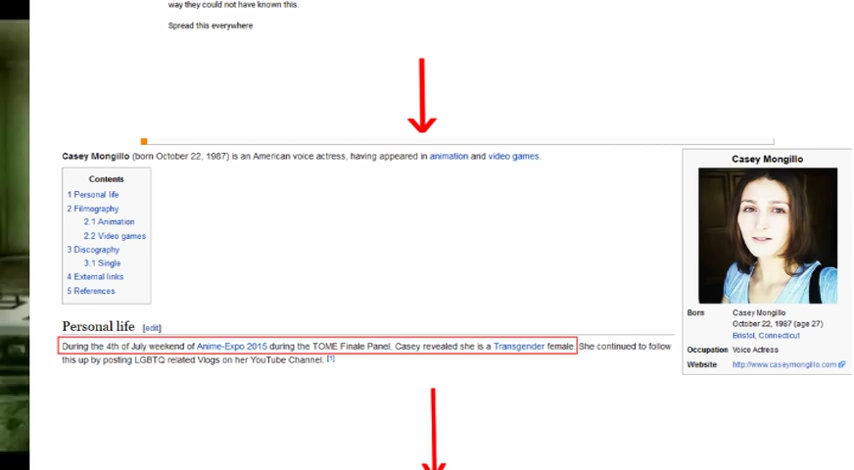 way they could not have known this.
Spread this everywhere
Casey Mongillo (born October 22, 1987) is an American voice actress, having appeared in animation and video games.
Contents
1 Personal life
2 Filmography
2.1 Animation
2.2 Video games
3 Discography
3.1 Single
4 External links
5 References
Personal life [edit]
During the 4th of July weekend of Anime-Expo 2015 during the TOME Finale Panel, Casey revealed she is a Transgender female. She continued to follow
this up by posting LGBTQ related Vlogs on her YouTube Channel. [1]
Casey Mongillo
Born Casey Mongillo
October 22, 1987 (age 27)
Bristol, Connecticut
Occupation Voice Actress
Website http://www.caseymongillo.com